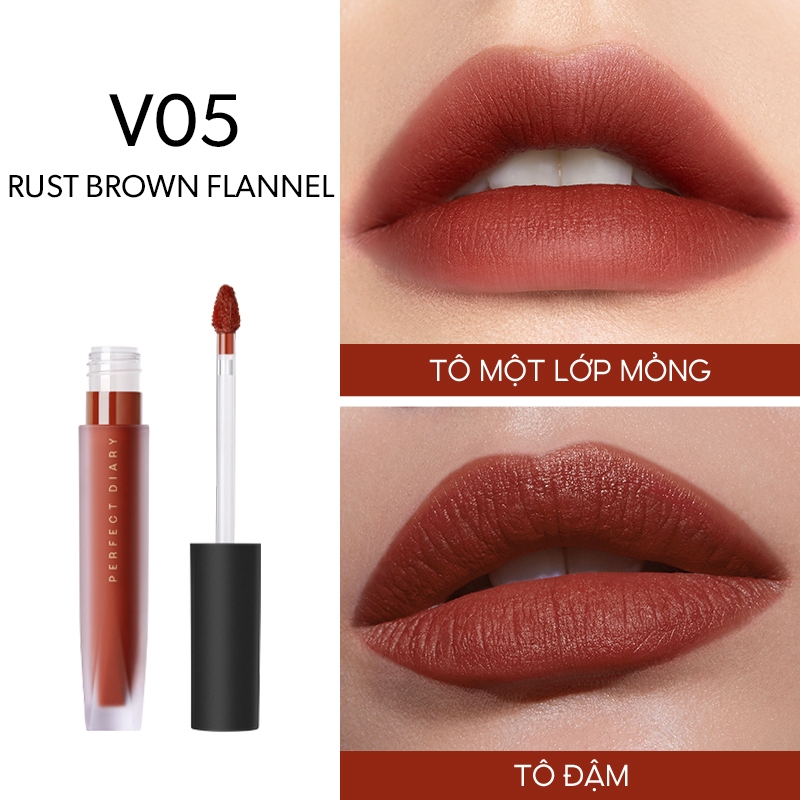 V05
RUST BROWN FLANNEL
PERFECT DIARY
TÔ MỘT LỚP MỎNG
TÔ ĐẬM